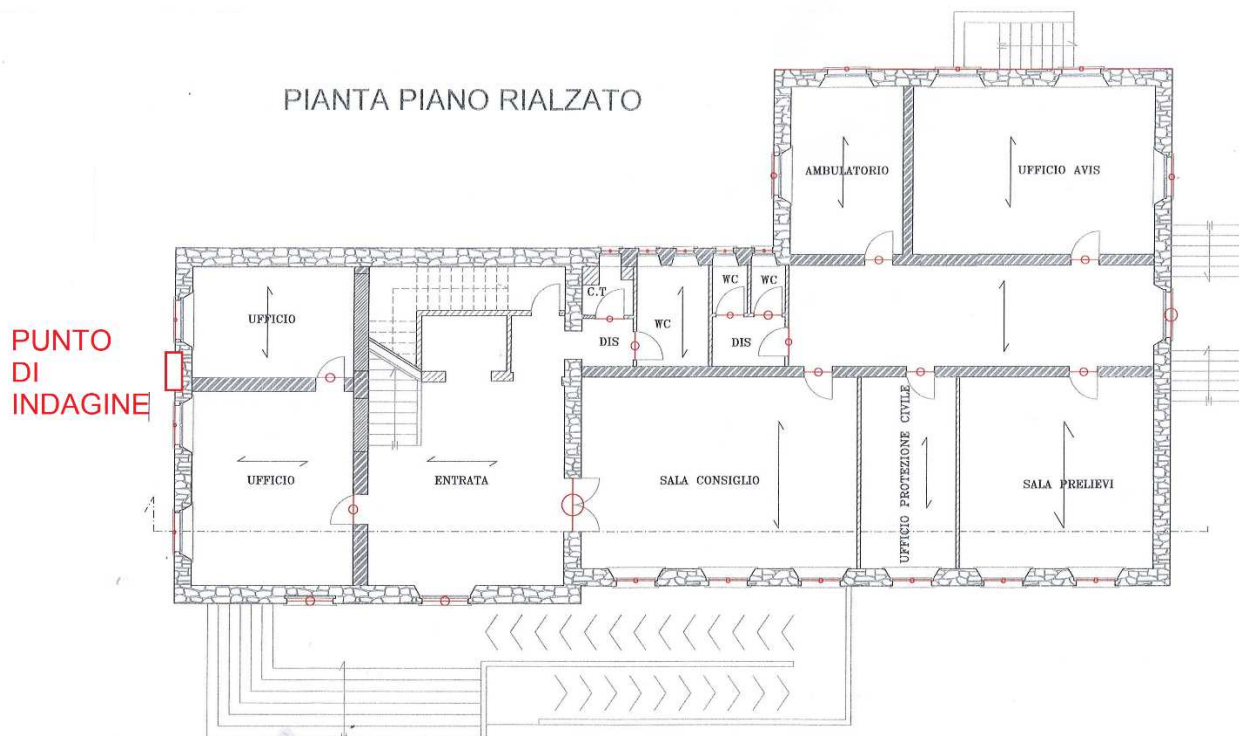 PIANTA PIANO RIALZATO
AMBULATORIO
UFFICIO AVIS
UFFICIO
C.T
WC
WC
WC
DIS
DIS
PUNTO
DI
INDAGINE
UFFICIO
ENTRATA
SALA CONSIGLIO
UFFICIO PROTEZIONE CIVILE
SALA PRELIEVI